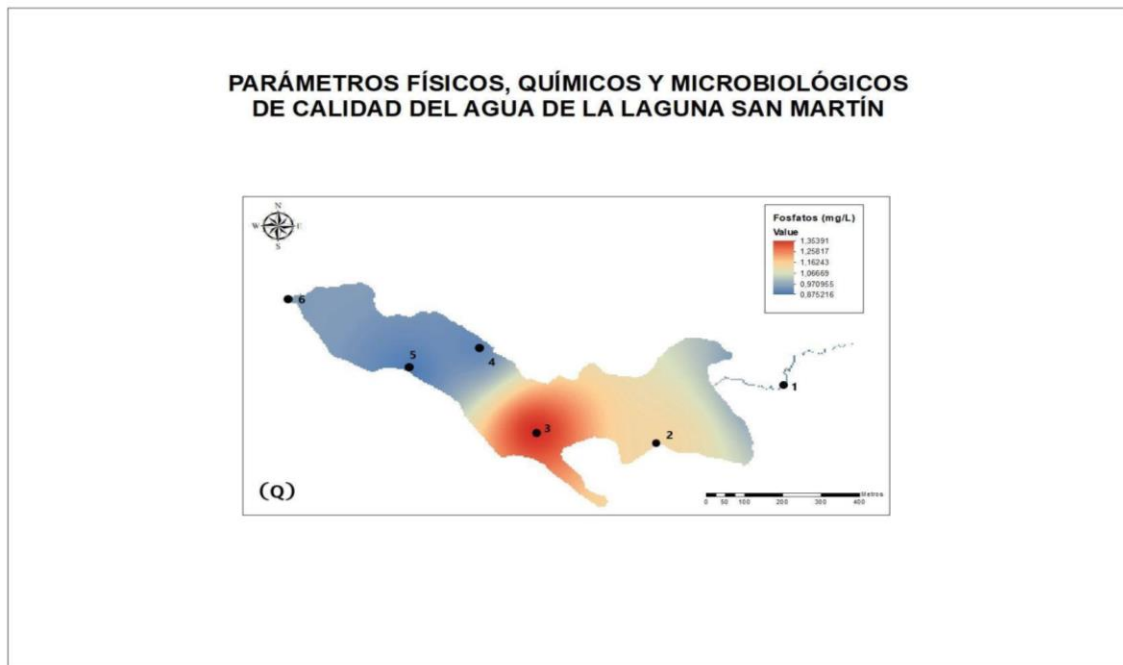 PARÁMETROS FÍSICOS, QUÍMICOS Y MICROBIOLÓGICOS
DE CALIDAD DEL AGUA DE LA LAGUNA SAN MARTÍN
N
W E
S
Fosfatos (mg/L)
Value
1,35391
1,25817
1,16243
1,06669
0,970955
0,875216
6
5
4
3
2
1
(Q)
Metros
0 50 100 200 300 400